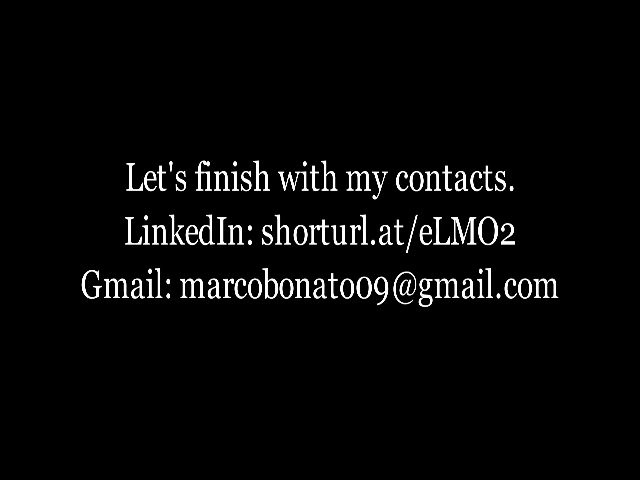 Let's finish with my contacts.
LinkedIn: shorturl.at/eLMO2
Gmail: marcobonato09@gmail.com